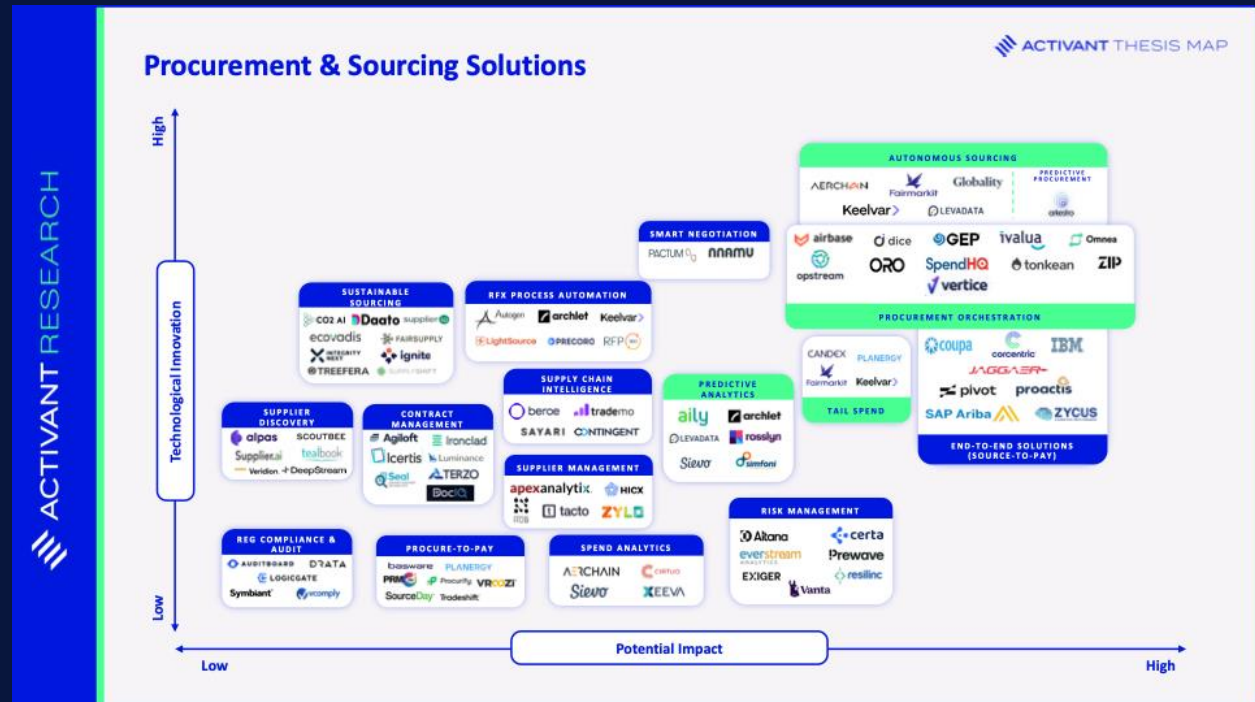 ACTIVANT RESEARCH
Procurement & Sourcing Solutions
ACTIVANT THESIS MAP
High
Technological Innovation
Low
AUTONOMOUS SOURCING
AERCHAIN
Fairmarkit
Globality
Keelvar
LEVADATA
PREDICTIVE
PROCUREMENT
arkestro
airbase
dice
GEP
ivalua
Omnea
opstream
ORO
SpendHQ
tonkean
ZIP
vertice
PROCUREMENT ORCHESTRATION
SMART NEGOTIATION
PACTUM
NNAMU
SUSTAINABLE
SOURCING
CO2 AI
Daato
supplier
ecovadis
FAIRSUPPLY
INTEGRITY
NEXT
ignite
TREEFERA
SUPPLYSHIFT
RFX PROCESS AUTOMATION
Autogen
archlet
Keelvar
LightSource
PRECORO
RFP
coupa
corcentric
IBM
JAGGAER
pivot
proactis
SAP Ariba
ZYCUS
END-TO-END SOLUTIONS
(SOURCE-TO-PAY)
CANDEX
PLANERGY
Fairmarkit
Keelvar
TAIL SPEND
SUPPLY CHAIN
INTELLIGENCE
beroe
trademo
SAYARI
CONTINGENT
PREDICTIVE
ANALYTICS
aily
archlet
LEVADATA
rosslyn
Sievo
simfoni
SUPPLIER
DISCOVERY
alpas
SCOUTBEE
Supplier.ai
tealbook
Veridion
DeepStream
CONTRACT
MANAGEMENT
Agiloft
Ironclad
Icertis
Luminance
Seal
TERZO
DocIQ
SUPPLIER MANAGEMENT
apexanalytix.
HICX
tacto
ZYLO
RISK MANAGEMENT
Altana
certa
everstream
ANALYTICS
Prewave
EXIGER
resilinc
Vanta
REG COMPLIANCE &
AUDIT
AUDITBOARD
DRATA
LOGICGATE
Symbiant
vcomply
PROCURE-TO-PAY
basware
PLANERGY
Procurify
VROOZI
SourceDay
Tradeshift
SPEND ANALYTICS
AERCHAIN
Sievo
XEEVA
Low
Potential Impact
High